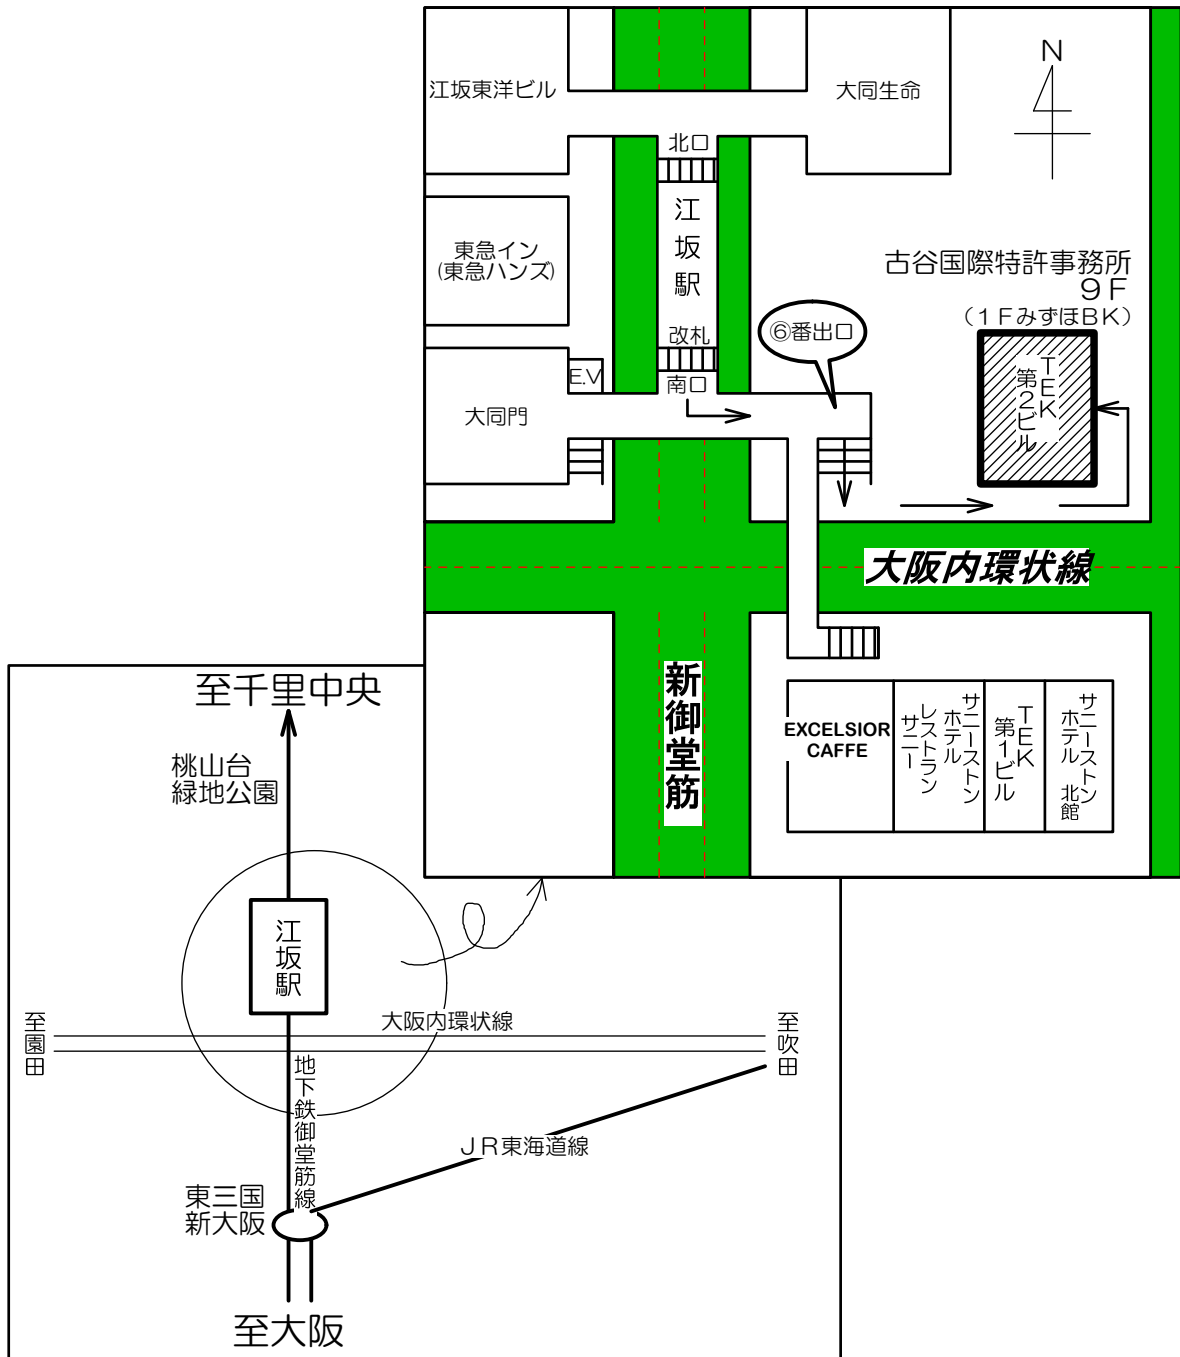 江坂東洋ビル
大同生命
N
北口
江坂駅
東急イン
(東急ハンズ)
古谷国際特許事務所
９Ｆ
（１ＦみずほＢＫ）
⑥番出口
改札
南口
E.V
大同門
ＴＥＫ
第２ビル
大阪内環状線
新御堂筋
EXCELSIOR
CAFFE
サニーストン
ホテル
レストラン
サニー
ＴＥＫ
第１ビル
サニーストン
ホテル 北館
至千里中央
桃山台
緑地公園
江坂駅
大阪内環状線
至園田
至吹田
地下鉄御堂筋線
ＪＲ東海道線
東三国
新大阪
至大阪